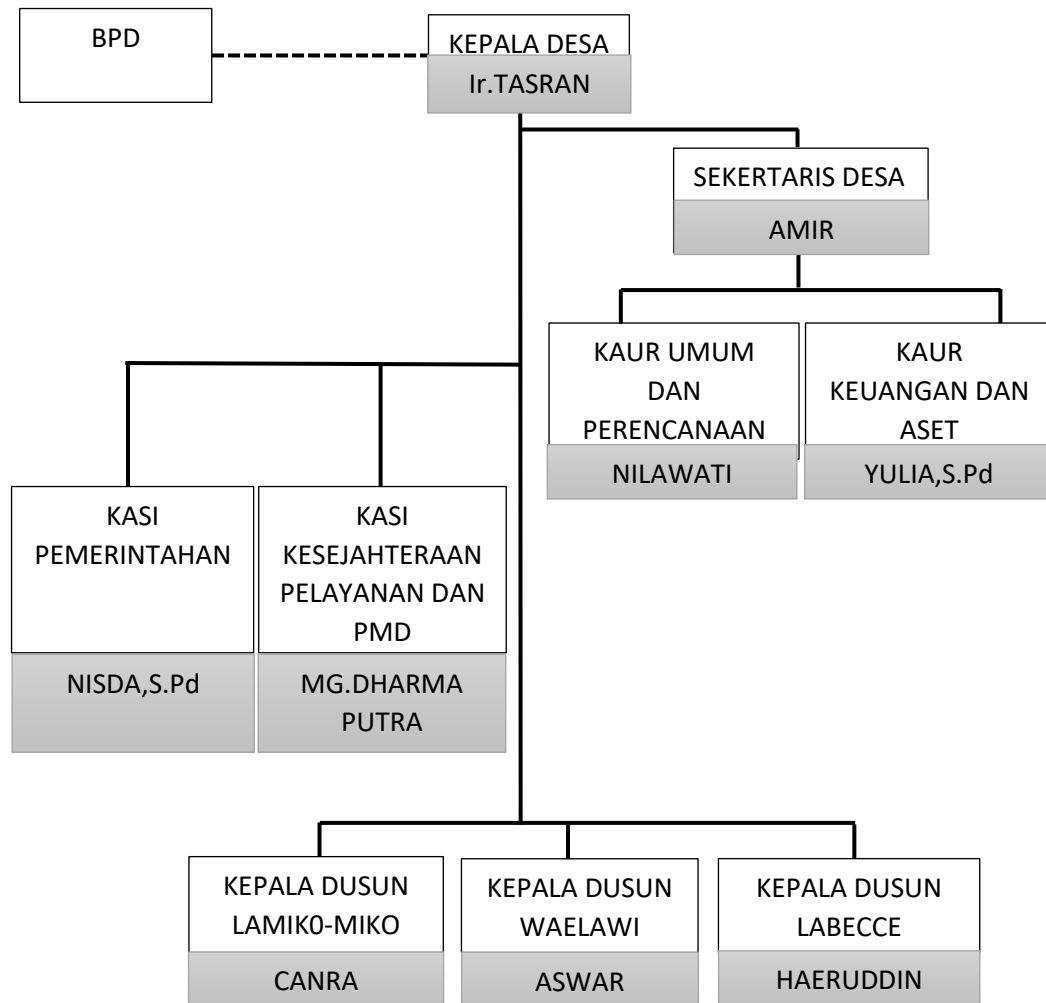 BPD
KEPALA DESA
Ir.TASRAN
SEKERTARIS DESA
AMIR
KAUR UMUM
DAN
PERENCANAAN
NILAWATI
KAUR
KEUANGAN DAN
ASET
YULIA,S.Pd
KASI
PEMERINTAHAN
NISDA,S.Pd
KASI
KESEJAHTERAAN
PELAYANAN DAN
PMD
MG.DHARMA
PUTRA
KEPALA DUSUN
LAMIK0-MIKO
CANRA
KEPALA DUSUN
WAELAWI
ASWAR
KEPALA DUSUN
LABECCE
HAERUDDIN